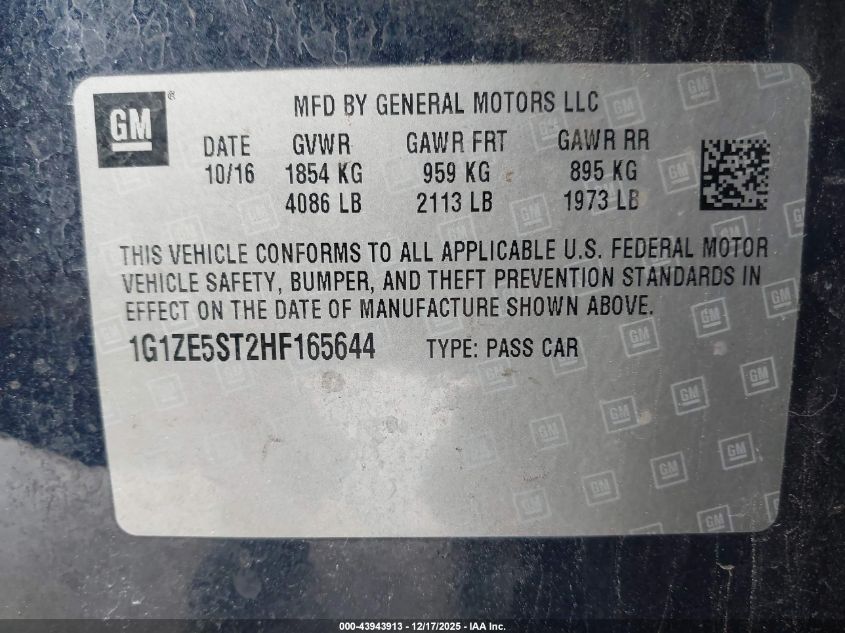 GM ®
MFD BY GENERAL MOTORS LLC
DATE GVWR GAWR FRT GAWR RR
10/16 1854 KG 959 KG 895 KG
4086 LB 2113 LB 1973 LB
THIS VEHICLE CONFORMS TO ALL APPLICABLE U.S. FEDERAL MOTOR
VEHICLE SAFETY, BUMPER, AND THEFT PREVENTION STANDARDS IN
EFFECT ON THE DATE OF MANUFACTURE SHOWN ABOVE.
1G1ZE5ST2HF165644 TYPE: PASS CAR
000-43943913 - 12/17/2025 - IAA Inc.